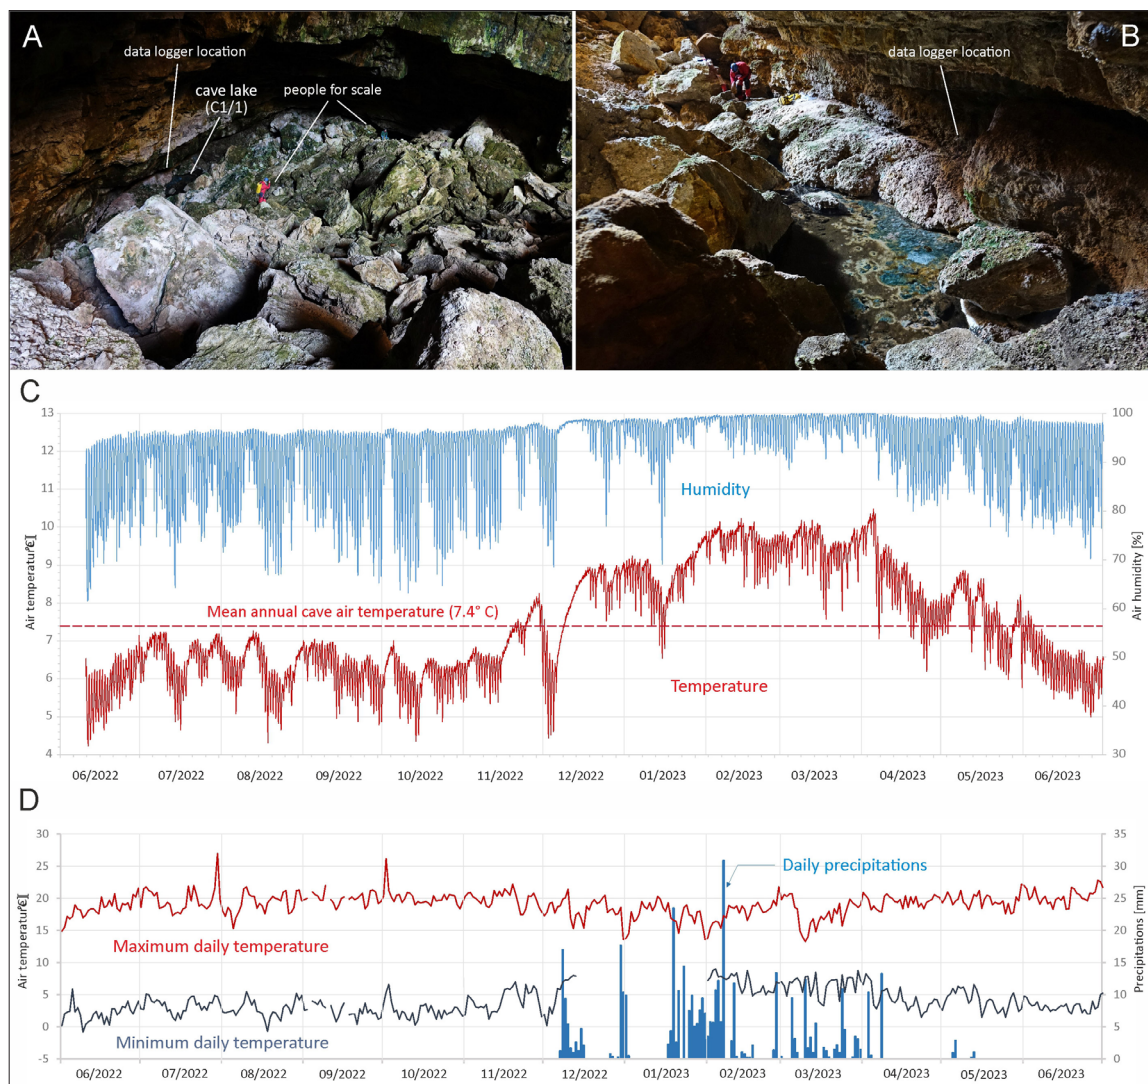 A
data logger location
cave lake
(C1/1)
people for scale
B
data logger location
C
Air temperature
13
12
11
10
9
8
7
6
5
4
Humidity
Mean annual cave air temperature (7.4° C)
Temperature
100
90
80
70
60
50
40
30
Air humidity [%]
06/2022 07/2022 08/2022 09/2022 10/2022 11/2022 12/2022 01/2023 02/2023 03/2023 04/2023 05/2023 06/2023
D
Air temperature
30
25
20
15
10
5
0
-5
Daily precipitations
Maximum daily temperature
Minimum daily temperature
35
30
25
20
15
10
5
0
Precipitations [mm]
06/2022 07/2022 08/2022 09/2022 10/2022 11/2022 12/2022 01/2023 02/2023 03/2023 04/2023 05/2023 06/2023